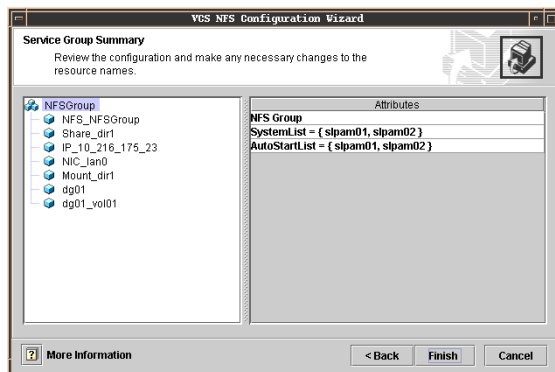 VCS NFS Configuration Wizard
Service Group Summary
Review the configuration and make any necessary changes to the
resource names.
NFSGroup
NFS_NFSGroup
Share_dir1
IP_10_216_175_23
NIC_lan0
Mount_dir1
dg01
dg01_vol01
Attributes
NFS Group
SystemList = { slpam01, slpam02 }
AutoStartList = { slpam01, slpam02 }
? More Information
< Back
Finish
Cancel